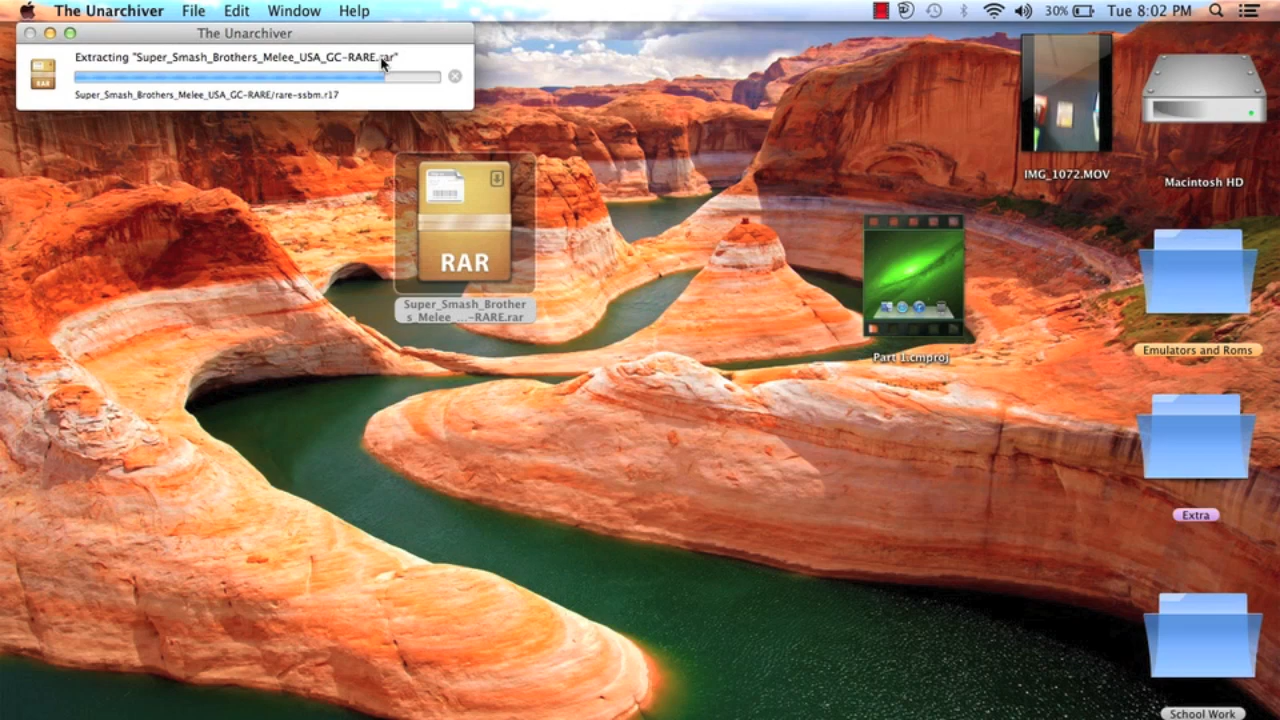 The Unarchiver File Edit Window Help 30% Tue 8:02 PM
The Unarchiver
Extracting "Super_Smash_Brothers_Melee_USA_GC-RARE.rar"
RAR
Super_Smash_Brothers_Melee_USA_GC-RARE/rare-ssbm.r17
IMG_1072.MOV
Macintosh HD
RAR
Super_Smash_Brother
s_Melee_...-RARE.rar
Emulators and Roms
Part 1.cmproj
Extra
School Work